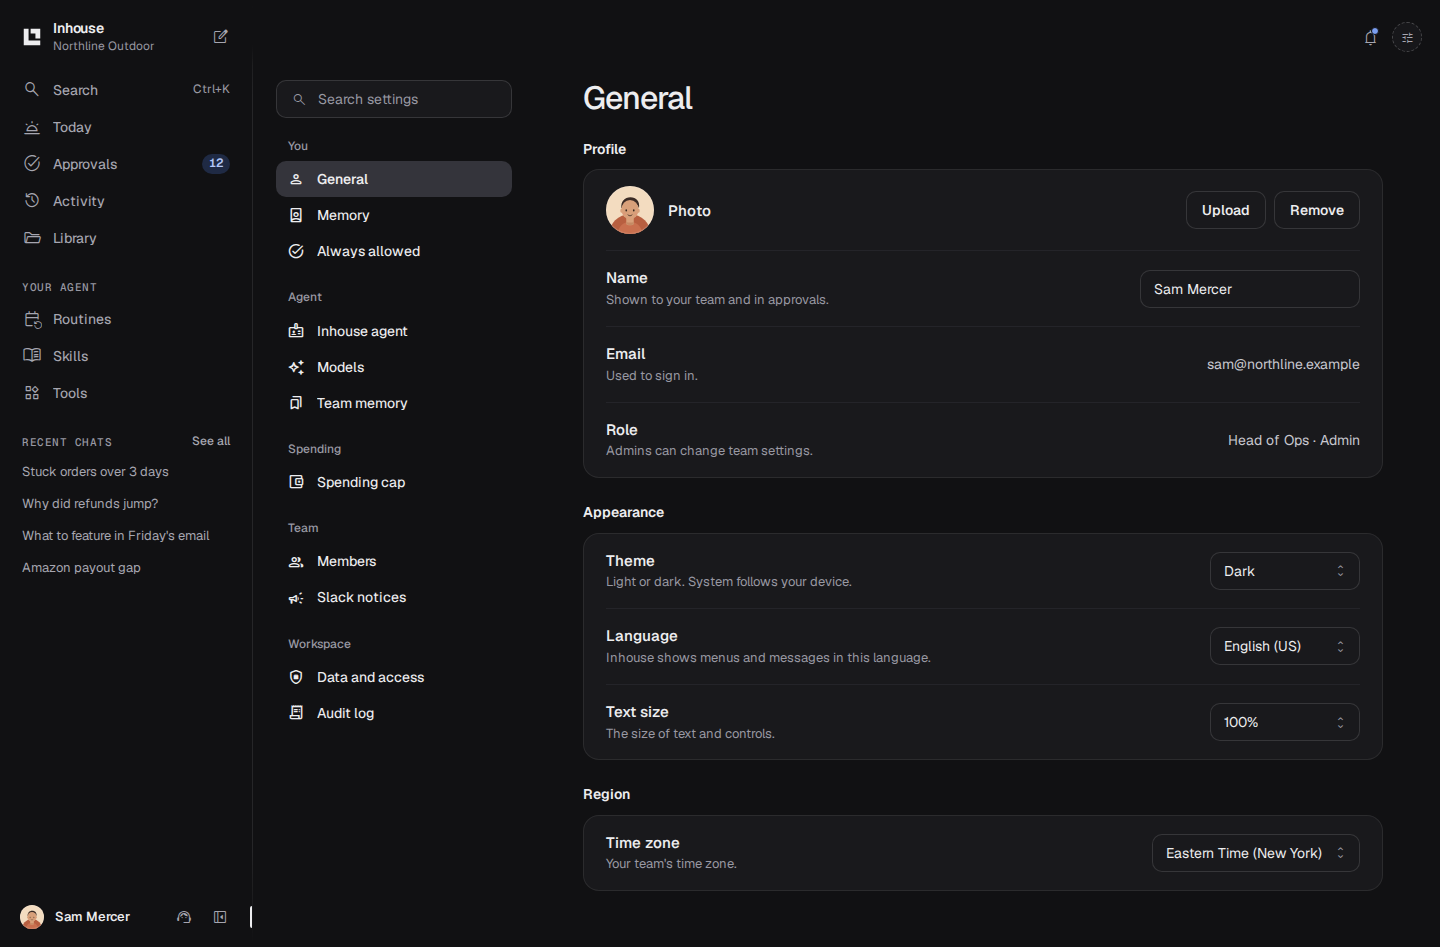 Inhouse
Northline Outdoor
Search Ctrl+K
Today
Approvals 12
Activity
Library
YOUR AGENT
Routines
Skills
Tools
RECENT CHATS See all
Stuck orders over 3 days
Why did refunds jump?
What to feature in Friday's email
Amazon payout gap
Sam Mercer
Search settings
You
General
Memory
Always allowed
Agent
Inhouse agent
Models
Team memory
Spending
Spending cap
Team
Members
Slack notices
Workspace
Data and access
Audit log
General
Profile
Photo Upload Remove
Name
Shown to your team and in approvals.
Sam Mercer
Email
Used to sign in.
sam@northline.example
Role
Admins can change team settings.
Head of Ops · Admin
Appearance
Theme
Light or dark. System follows your device.
Dark
Language
Inhouse shows menus and messages in this language.
English (US)
Text size
The size of text and controls.
100%
Region
Time zone
Your team's time zone.
Eastern Time (New York)